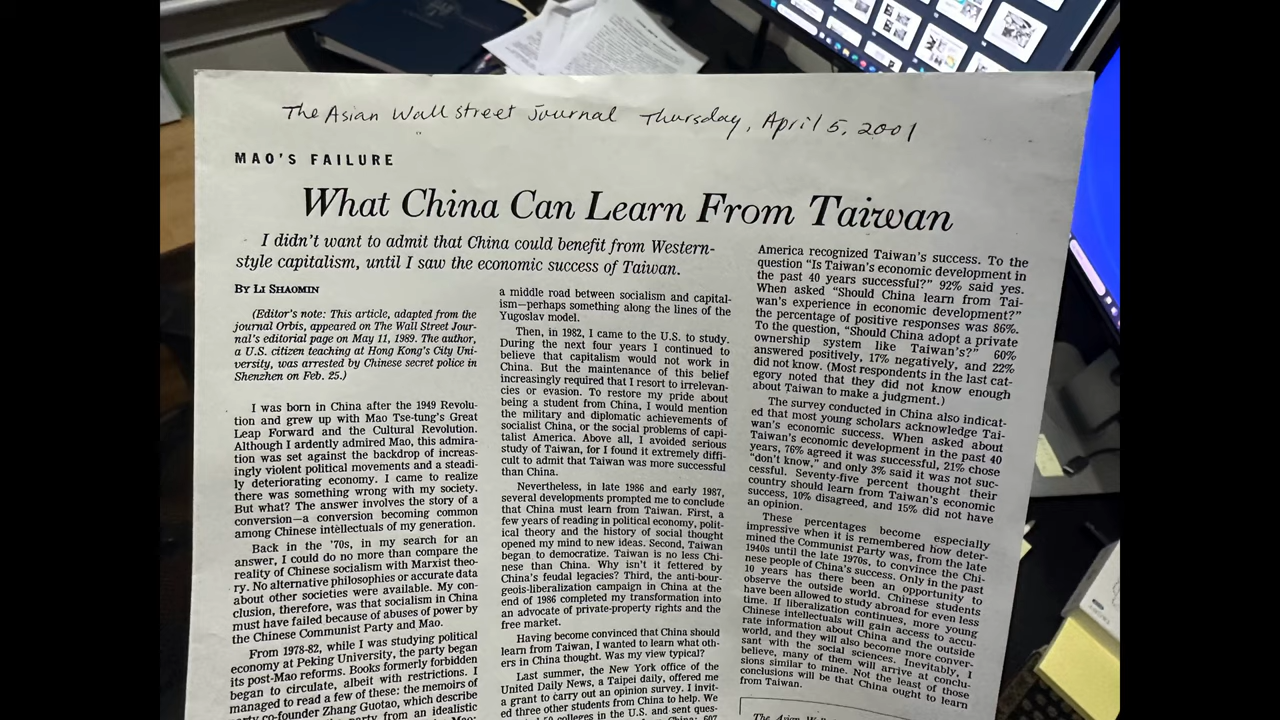 The Asian Wall Street Journal Thursday, April 5, 2001
MAO'S FAILURE
What China Can Learn From Taiwan
I didn't want to admit that China could benefit from Western-
style capitalism, until I saw the economic success of Taiwan.
BY LI SHAOMIN
(Editor's note: This article, adapted from the
journal Orbis, appeared on The Wall Street Jour-
nal's editorial page on May 11, 1989. The author,
a U.S. citizen teaching at Hong Kong's City Uni-
versity, was arrested by Chinese secret police in
Shenzhen on Feb. 25.)
I was born in China after the 1949 Revolu-
tion and grew up with Mao Tse-tung's Great
Leap Forward and the Cultural Revolution.
Although I ardently admired Mao, this admira-
tion was set against the backdrop of increas-
ingly violent political movements and a steadi-
ly deteriorating economy. I came to realize
there was something wrong with my society.
But what? The answer involves the story of a
conversion—a conversion becoming common
among Chinese intellectuals of my generation.
Back in the '70s, in my search for an
answer, I could do no more than compare the
reality of Chinese socialism with Marxist theo-
ry. No alternative philosophies or accurate data
about other societies were available. My con-
clusion, therefore, was that socialism in China
must have failed because of abuses of power by
the Chinese Communist Party and Mao.
From 1978-82, while I was studying political
economy at Peking University, the party began
its post-Mao reforms. Books formerly forbidden
began to circulate, albeit with restrictions. I
managed to read a few of these: the memoirs of
party co-founder Zhang Guotao, which describe
party from an idealistic
Mao;
a middle road between socialism and capital-
ism—perhaps something along the lines of the
Yugoslav model.
Then, in 1982, I came to the U.S. to study.
During the next four years I continued to
believe that capitalism would not work in
China. But the maintenance of this belief
increasingly required that I resort to irrelevan-
cies or evasion. To restore my pride about
being a student from China, I would mention
the military and diplomatic achievements of
socialist China, or the social problems of capi-
talist America. Above all, I avoided serious
study of Taiwan, for I found it extremely diffi-
cult to admit that Taiwan was more successful
than China.
Nevertheless, in late 1986 and early 1987,
several developments prompted me to conclude
that China must learn from Taiwan. First, a
few years of reading in political economy, polit-
ical theory and the history of social thought
opened my mind to new ideas. Second, Taiwan
began to democratize. Taiwan is no less Chi-
nese than China. Why isn't it fettered by
China's feudal legacies? Third, the anti-bour-
geois-liberalization campaign in China at the
end of 1986 completed my transformation into
an advocate of private-property rights and the
free market.
Having become convinced that China should
learn from Taiwan, I wanted to learn what oth-
ers in China thought. Was my view typical?
Last summer, the New York office of the
United Daily News, a Taipei daily, offered me
a grant to carry out an opinion survey. I invit-
ed three other students from China to help. We
50 colleges in the U.S. and sent ques-
China: 607
America recognized Taiwan's success. To the
question "Is Taiwan's economic development in
the past 40 years successful?" 92% said yes.
When asked "Should China learn from Tai-
wan's experience in economic development?"
the percentage of positive responses was 86%.
To the question, "Should China adopt a private
ownership system like Taiwan's?" 60%
answered positively, 17% negatively, and 22%
did not know. (Most respondents in the last cat-
egory noted that they did not know enough
about Taiwan to make a judgment.)
The survey conducted in China also indicat-
ed that most young scholars acknowledge Tai-
wan's economic success. When asked about
Taiwan's economic development in the past 40
years, 76% agreed it was successful, 21% chose
"don't know," and only 3% said it was not suc-
cessful. Seventy-five percent thought their
country should learn from Taiwan's economic
success, 10% disagreed, and 15% did not have
an opinion.
These percentages become especially
impressive when it is remembered how deter-
mined the Communist Party was, from the late
1940s until the late 1970s, to convince the Chi-
nese people of China's success. Only in the past
10 years has there been an opportunity to
observe the outside world. Chinese students
have been allowed to study abroad for even less
time. If liberalization continues, more young
Chinese intellectuals will gain access to accu-
rate information about China and the outside
world, and they will also become more conver-
sant with the social sciences. Inevitably, I
believe, many of them will arrive at conclu-
sions similar to mine. Not the least of those
conclusions will be that China ought to learn
from Taiwan.
The Asian